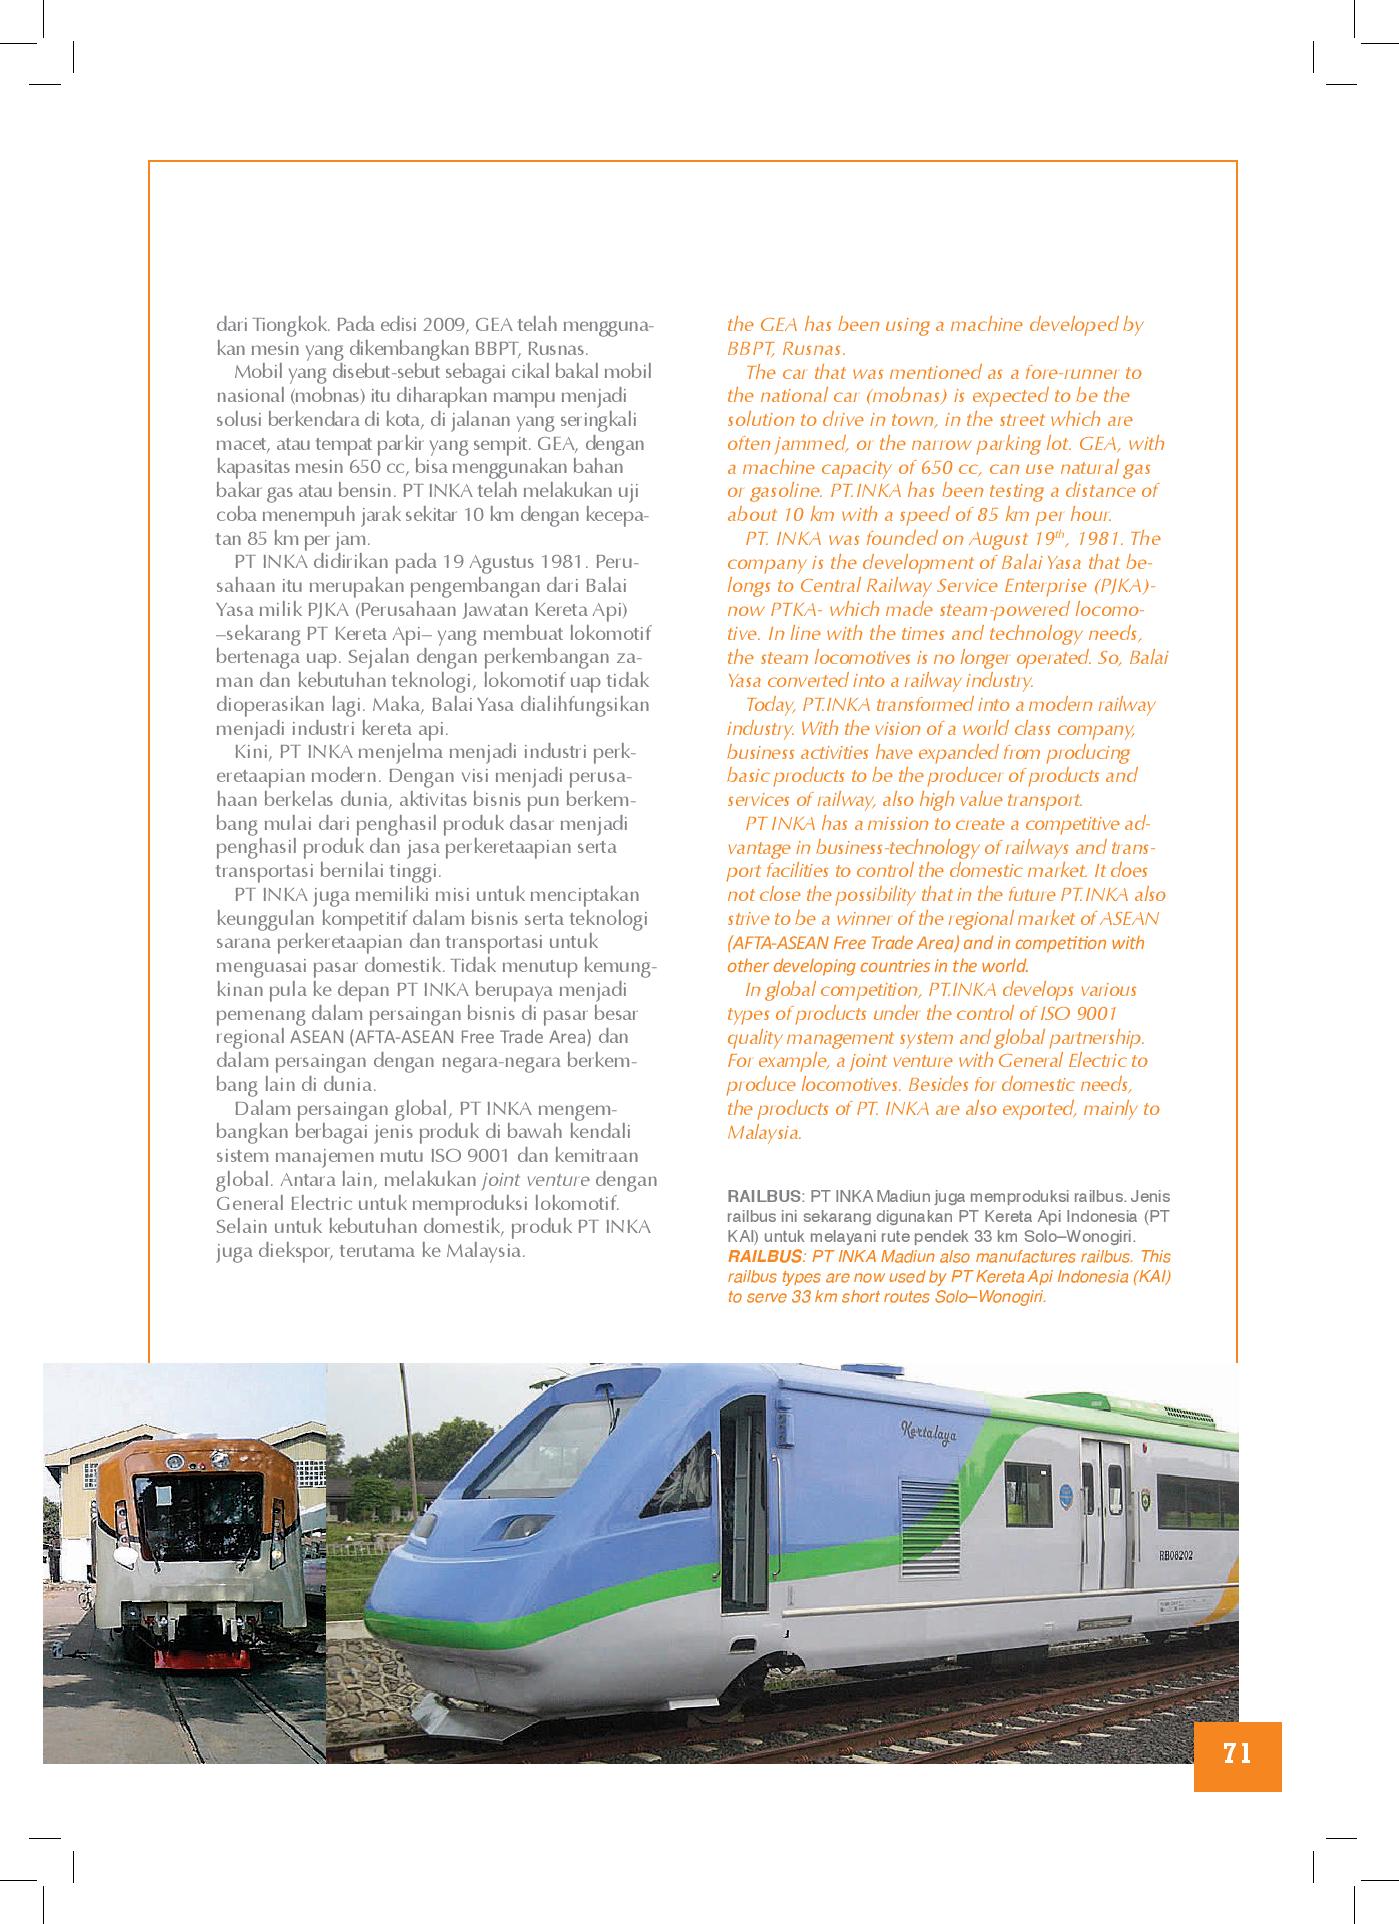 dari Tiongkok. Pada edisi 2009, GEA telah mengguna-
kan mesin yang dikembangkan BBPT, Rusnas.
Mobil yang disebut-sebut sebagai cikal bakal mobil
nasional (mobnas) itu diharapkan mampu menjadi
solusi berkendara di kota, di jalanan yang seringkali
macet, atau tempat parkir yang sempit. GEA, dengan
kapasitas mesin 650 cc, bisa menggunakan bahan
bakar gas atau bensin. PT INKA telah melakukan uji
coba menempuh jarak sekitar 10 km dengan kecepa-
tan 85 km per jam.
PT INKA didirikan pada 19 Agustus 1981. Peru-
sahaan itu merupakan pengembangan dari Balai
Yasa milik PJKA (Perusahaan Jawatan Kereta Api)
–sekarang PT Kereta Api– yang membuat lokomotif
bertenaga uap. Sejalan dengan perkembangan za-
man dan kebutuhan teknologi, lokomotif uap tidak
dioperasikan lagi. Maka, Balai Yasa dialihfungsikan
menjadi industri kereta api.
Kini, PT INKA menjelma menjadi industri perk-
eretaapian modern. Dengan visi menjadi perusa-
haan berkelas dunia, aktivitas bisnis pun berkem-
bang mulai dari penghasil produk dasar menjadi
penghasil produk dan jasa perkeretaapian serta
transportasi bernilai tinggi.
PT INKA juga memiliki misi untuk menciptakan
keunggulan kompetitif dalam bisnis serta teknologi
sarana perkeretaapian dan transportasi untuk
menguasai pasar domestik. Tidak menutup kemung-
kinan pula ke depan PT INKA berupaya menjadi
pemenang dalam persaingan bisnis di pasar besar
regional ASEAN (AFTA-ASEAN Free Trade Area) dan
dalam persaingan dengan negara-negara berkem-
bang lain di dunia.
Dalam persaingan global, PT INKA mengem-
bangkan berbagai jenis produk di bawah kendali
sistem manajemen mutu ISO 9001 dan kemitraan
global. Antara lain, melakukan joint venture dengan
General Electric untuk memproduksi lokomotif.
Selain untuk kebutuhan domestik, produk PT INKA
juga diekspor, terutama ke Malaysia.
the GEA has been using a machine developed by
BBPT, Rusnas.
The car that was mentioned as a fore-runner to
the national car (mobnas) is expected to be the
solution to drive in town, in the street which are
often jammed, or the narrow parking lot. GEA, with
a machine capacity of 650 cc, can use natural gas
or gasoline. PT.INKA has been testing a distance of
about 10 km with a speed of 85 km per hour.
PT. INKA was founded on August 19th, 1981. The
company is the development of Balai Yasa that be-
longs to Central Railway Service Enterprise (PJKA)-
now PTKA- which made steam-powered locomo-
tive. In line with the times and technology needs,
the steam locomotives is no longer operated. So, Balai
Yasa converted into a railway industry.
Today, PT.INKA transformed into a modern railway
industry. With the vision of a world class company,
business activities have expanded from producing
basic products to be the producer of products and
services of railway, also high value transport.
PT INKA has a mission to create a competitive ad-
vantage in business-technology of railways and trans-
port facilities to control the domestic market. It does
not close the possibility that in the future PT.INKA also
strive to be a winner of the regional market of ASEAN
(AFTA-ASEAN Free Trade Area) and in competition with
other developing countries in the world.
In global competition, PT.INKA develops various
types of products under the control of ISO 9001
quality management system and global partnership.
For example, a joint venture with General Electric to
produce locomotives. Besides for domestic needs,
the products of PT. INKA are also exported, mainly to
Malaysia.
RAILBUS: PT INKA Madiun juga memproduksi railbus. Jenis
railbus ini sekarang digunakan PT Kereta Api Indonesia (PT
KAI) untuk melayani rute pendek 33 km Solo–Wonogiri.
RAILBUS: PT INKA Madiun also manufactures railbus. This
railbus types are now used by PT Kereta Api Indonesia (KAI)
to serve 33 km short routes Solo–Wonogiri.
Kertalaya
RB08202
71